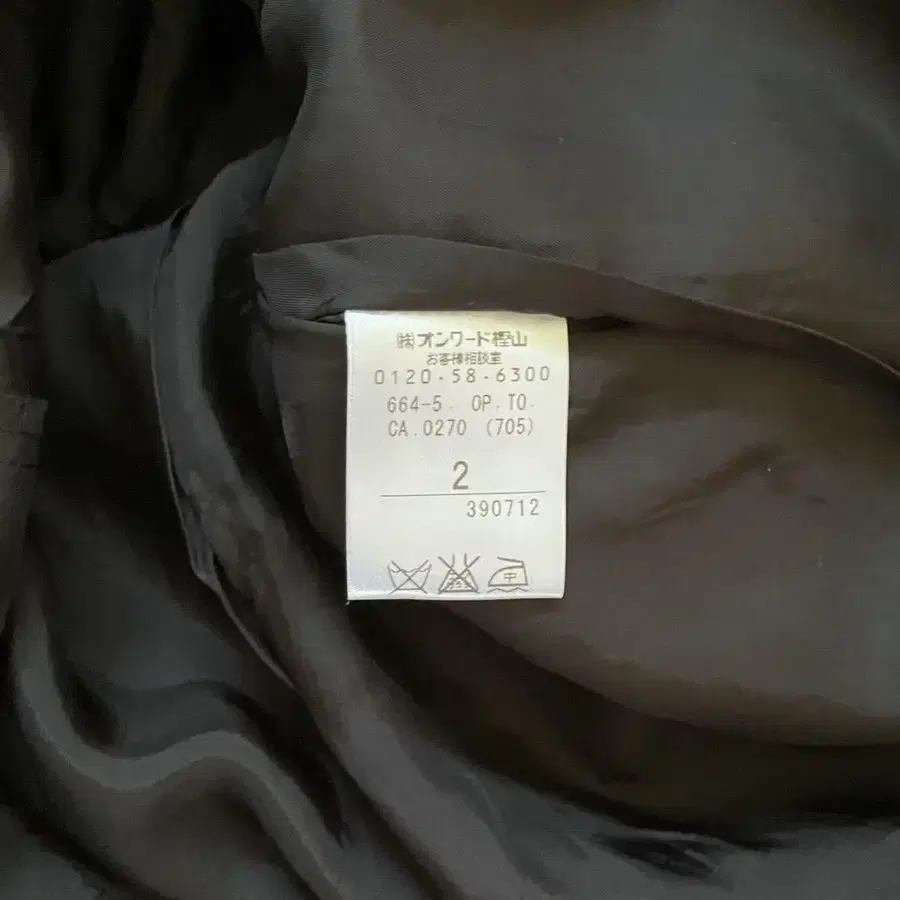 ㈱オンワード樫山
お客様相談室
0120-58-6300
664-5. OP.TO.
CA.0270 (705)
2
390712
中